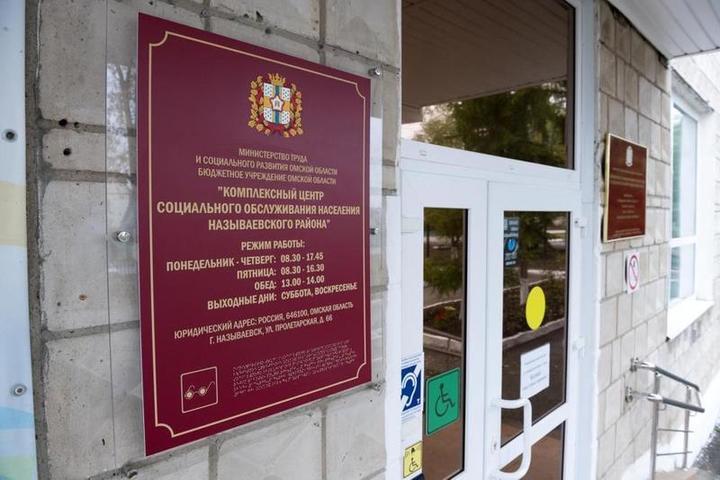 МИНИСТЕРСТВО ТРУДА
И СОЦИАЛЬНОГО РАЗВИТИЯ ОМСКОЙ ОБЛАСТИ
БЮДЖЕТНОЕ УЧРЕЖДЕНИЕ ОМСКОЙ ОБЛАСТИ
"КОМПЛЕКСНЫЙ ЦЕНТР
СОЦИАЛЬНОГО ОБСЛУЖИВАНИЯ НАСЕЛЕНИЯ
НАЗЫВАЕВСКОГО РАЙОНА"
РЕЖИМ РАБОТЫ:
ПОНЕДЕЛЬНИК - ЧЕТВЕРГ: 08.30 - 17.45
ПЯТНИЦА: 08.30 - 16.30
ОБЕД: 13.00 - 14.00
ВЫХОДНЫЕ ДНИ: СУББОТА, ВОСКРЕСЕНЬЕ
ЮРИДИЧЕСКИЙ АДРЕС: РОССИЯ, 646100, ОМСКАЯ ОБЛАСТЬ
Г. НАЗЫВАЕВСК, УЛ. ПРОЛЕТАРСКАЯ, Д. 66